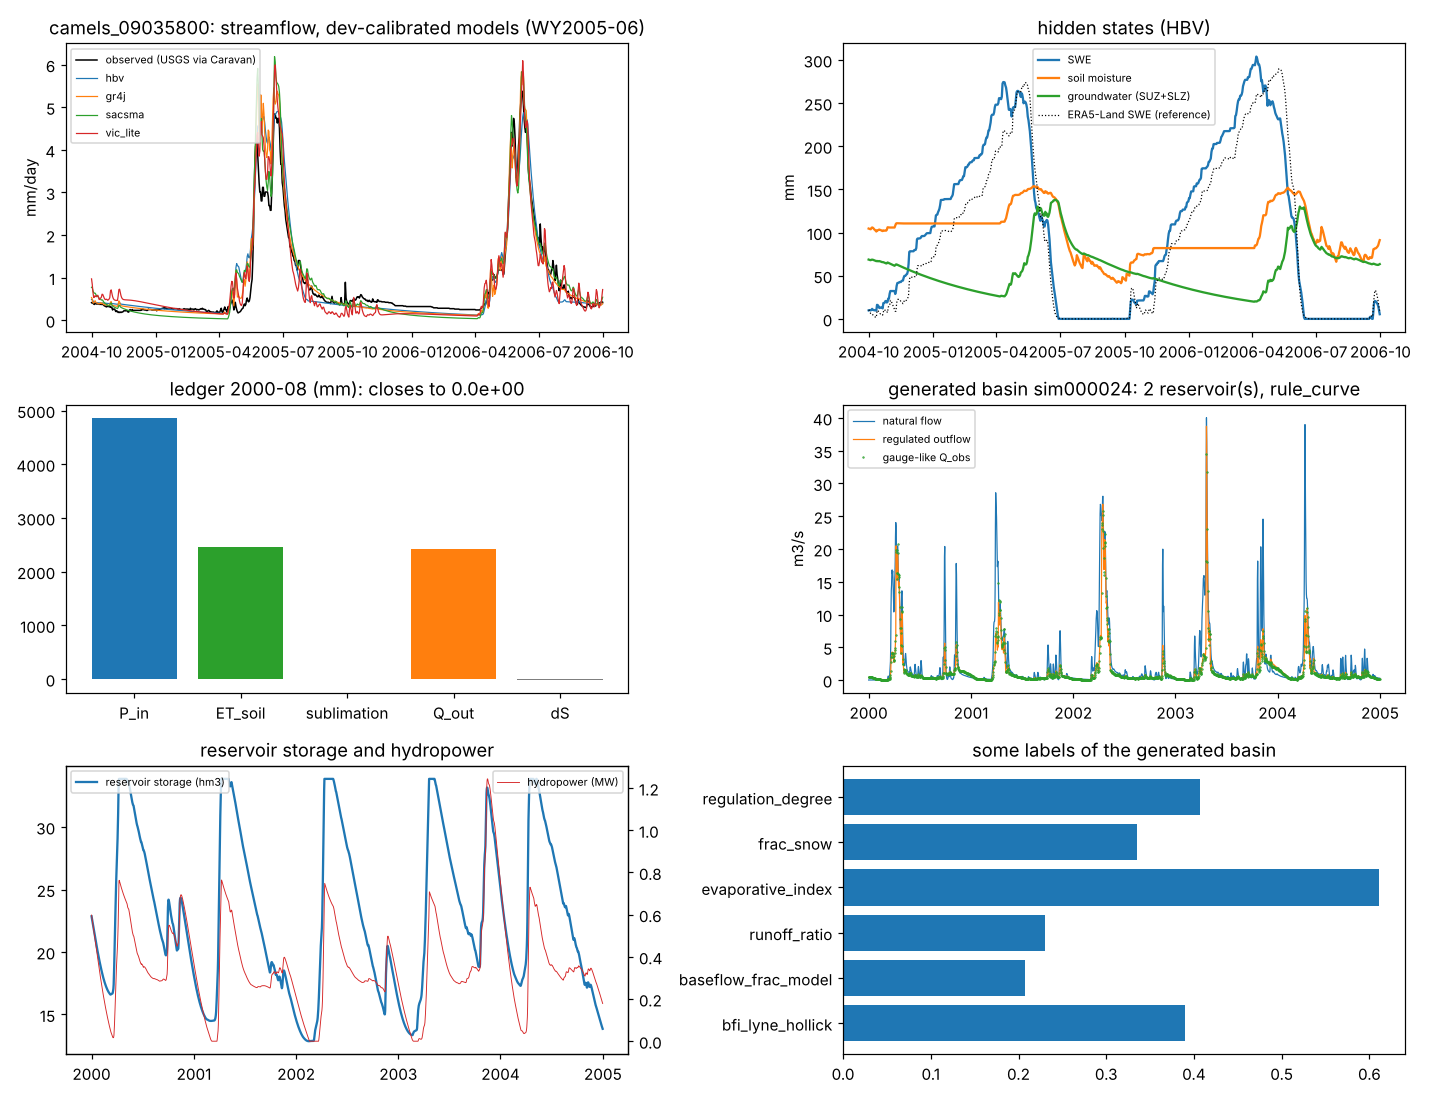 camels_09035800: streamflow, dev-calibrated models (WY2005-06)
observed (USGS via Caravan)
hbv
gr4j
sacsma
vic_lite
mm/day
6
5
4
3
2
1
0
2004-10 2005-01 2005-04 2005-07 2005-10 2006-01 2006-04 2006-07 2006-10
hidden states (HBV)
SWE
soil moisture
groundwater (SUZ+SLZ)
ERA5-Land SWE (reference)
mm
300
250
200
150
100
50
0
2004-10 2005-01 2005-04 2005-07 2005-10 2006-01 2006-04 2006-07 2006-10
ledger 2000-08 (mm): closes to 0.0e+00
5000
4000
3000
2000
1000
0
P_in ET_soil sublimation Q_out dS
generated basin sim000024: 2 reservoir(s), rule_curve
natural flow
regulated outflow
gauge-like Q_obs
m3/s
40
35
30
25
20
15
10
5
0
2000 2001 2002 2003 2004 2005
reservoir storage and hydropower
reservoir storage (hm3)
hydropower (MW)
30
25
20
15
1.2
1.0
0.8
0.6
0.4
0.2
0.0
2000 2001 2002 2003 2004 2005
some labels of the generated basin
regulation_degree
frac_snow
evaporative_index
runoff_ratio
baseflow_frac_model
bfi_lyne_hollick
0.0 0.1 0.2 0.3 0.4 0.5 0.6